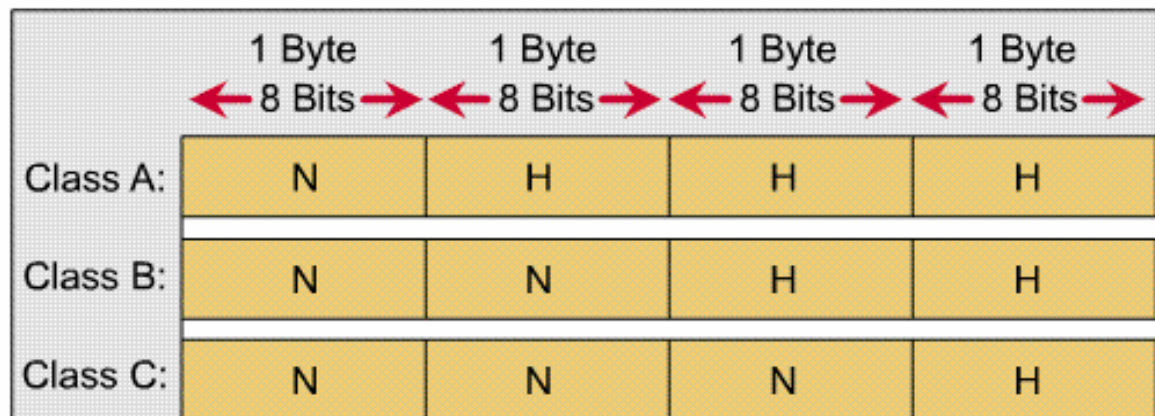 1 Byte 1 Byte 1 Byte 1 Byte
8 Bits 8 Bits 8 Bits 8 Bits
Class A: N H H H
Class B: N N H H
Class C: N N N H